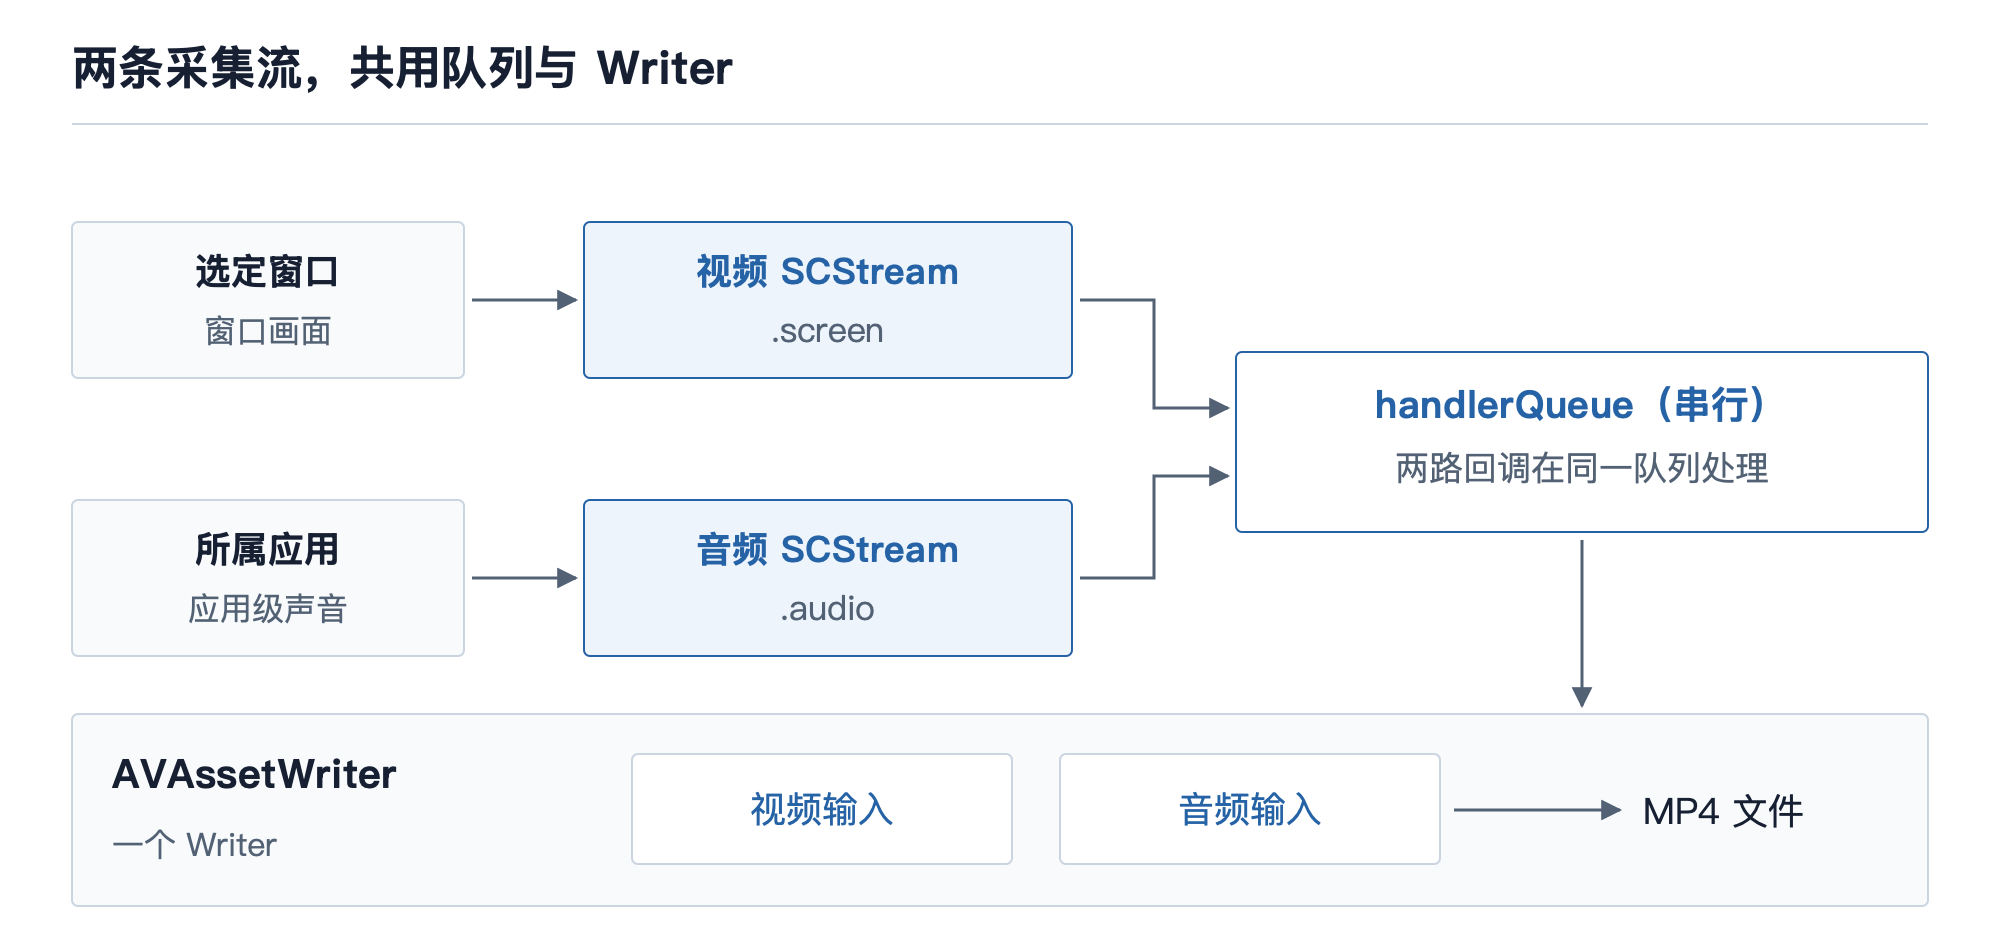 两条采集流，共用队列与 Writer
选定窗口
窗口画面
视频 SCStream
.screen
handlerQueue（串行）
两路回调在同一队列处理
所属应用
应用级声音
音频 SCStream
.audio
AVAssetWriter
一个 Writer
视频输入
音频输入
MP4 文件